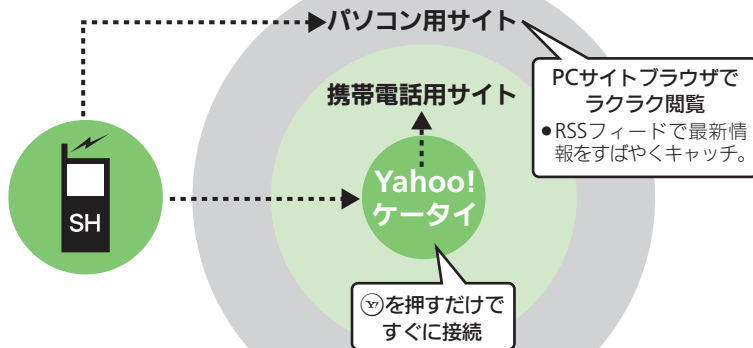 パソコン用サイト
PCサイトブラウザで
ラクラク閲覧
●RSSフィードで最新情
報をすばやくキャッチ。
携帯電話用サイト
Yahoo!
ケータイ
SH
Y!を押すだけで
すぐに接続